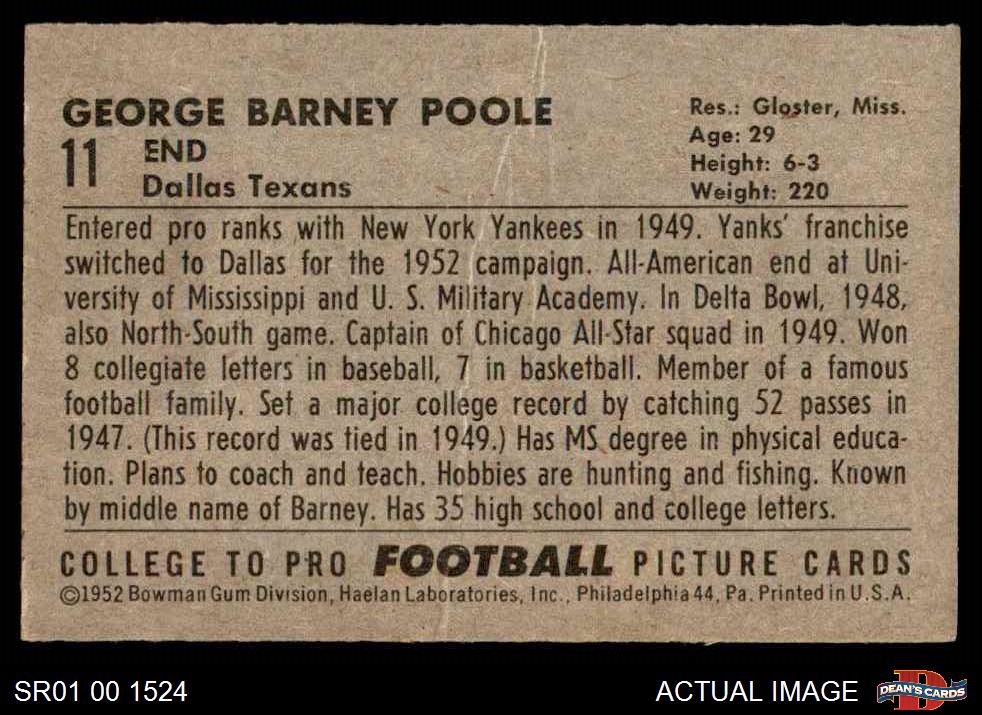 GEORGE BARNEY POOLE
11
END
Dallas Texans
Res.: Gloster, Miss.
Age: 29
Height: 6-3
Weight: 220
Entered pro ranks with New York Yankees in 1949. Yanks' franchise
switched to Dallas for the 1952 campaign. All-American end at Uni-
versity of Mississippi and U. S. Military Academy. In Delta Bowl, 1948,
also North-South game. Captain of Chicago All-Star squad in 1949. Won
8 collegiate letters in baseball, 7 in basketball. Member of a famous
football family. Set a major college record by catching 52 passes in
1947. (This record was tied in 1949.) Has MS degree in physical educa-
tion. Plans to coach and teach. Hobbies are hunting and fishing. Known
by middle name of Barney. Has 35 high school and college letters.
COLLEGE TO PRO FOOTBALL PICTURE CARDS
©1952 Bowman Gum Division, Haelan Laboratories, Inc., Philadelphia 44, Pa. Printed in U.S.A.
SR01 00 1524
ACTUAL IMAGE
DEAN'S CARDS